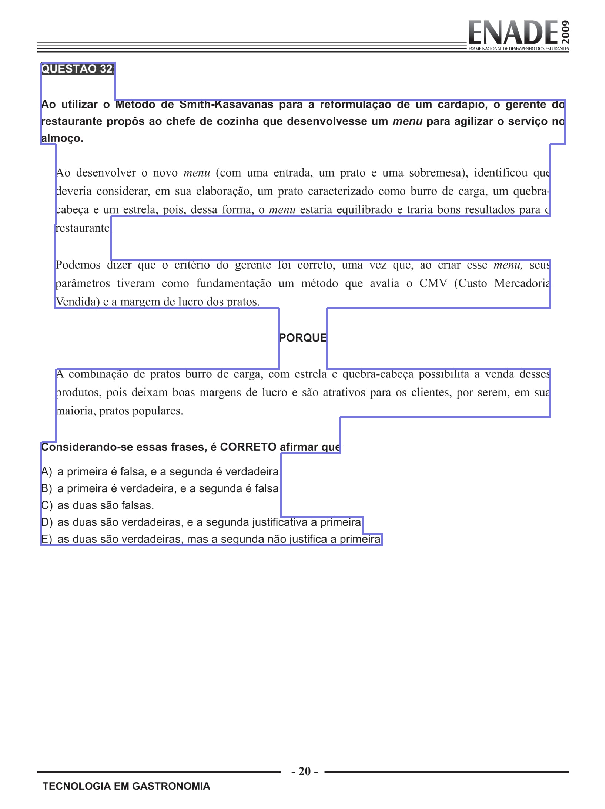 ENADE 2009
EXAME NACIONAL DE DESEMPENHO DOS ESTUDANTES
QUESTÃO 32
Ao utilizar o Método de Smith-Kasavanas para a reformulação de um cardápio, o gerente do
restaurante propôs ao chefe de cozinha que desenvolvesse um menu para agilizar o serviço no
almoço.
Ao desenvolver o novo menu (com uma entrada, um prato e uma sobremesa), identificou que
deveria considerar, em sua elaboração, um prato caracterizado como burro de carga, um quebra-
cabeça e um estrela, pois, dessa forma, o menu estaria equilibrado e traria bons resultados para o
restaurante
Podemos dizer que o critério do gerente foi correto, uma vez que, ao criar esse menu, seus
parâmetros tiveram como fundamentação um método que avalia o CMV (Custo Mercadoria
Vendida) e a margem de lucro dos pratos.
PORQUE
A combinação de pratos burro de carga, com estrela e quebra-cabeça possibilita a venda desses
produtos, pois deixam boas margens de lucro e são atrativos para os clientes, por serem, em sua
maioria, pratos populares.
Considerando-se essas frases, é CORRETO afirmar que
A) a primeira é falsa, e a segunda é verdadeira
B) a primeira é verdadeira, e a segunda é falsa
C) as duas são falsas.
D) as duas são verdadeiras, e a segunda justificativa a primeira
E) as duas são verdadeiras, mas a segunda não justifica a primeira
- 20 -
TECNOLOGIA EM GASTRONOMIA